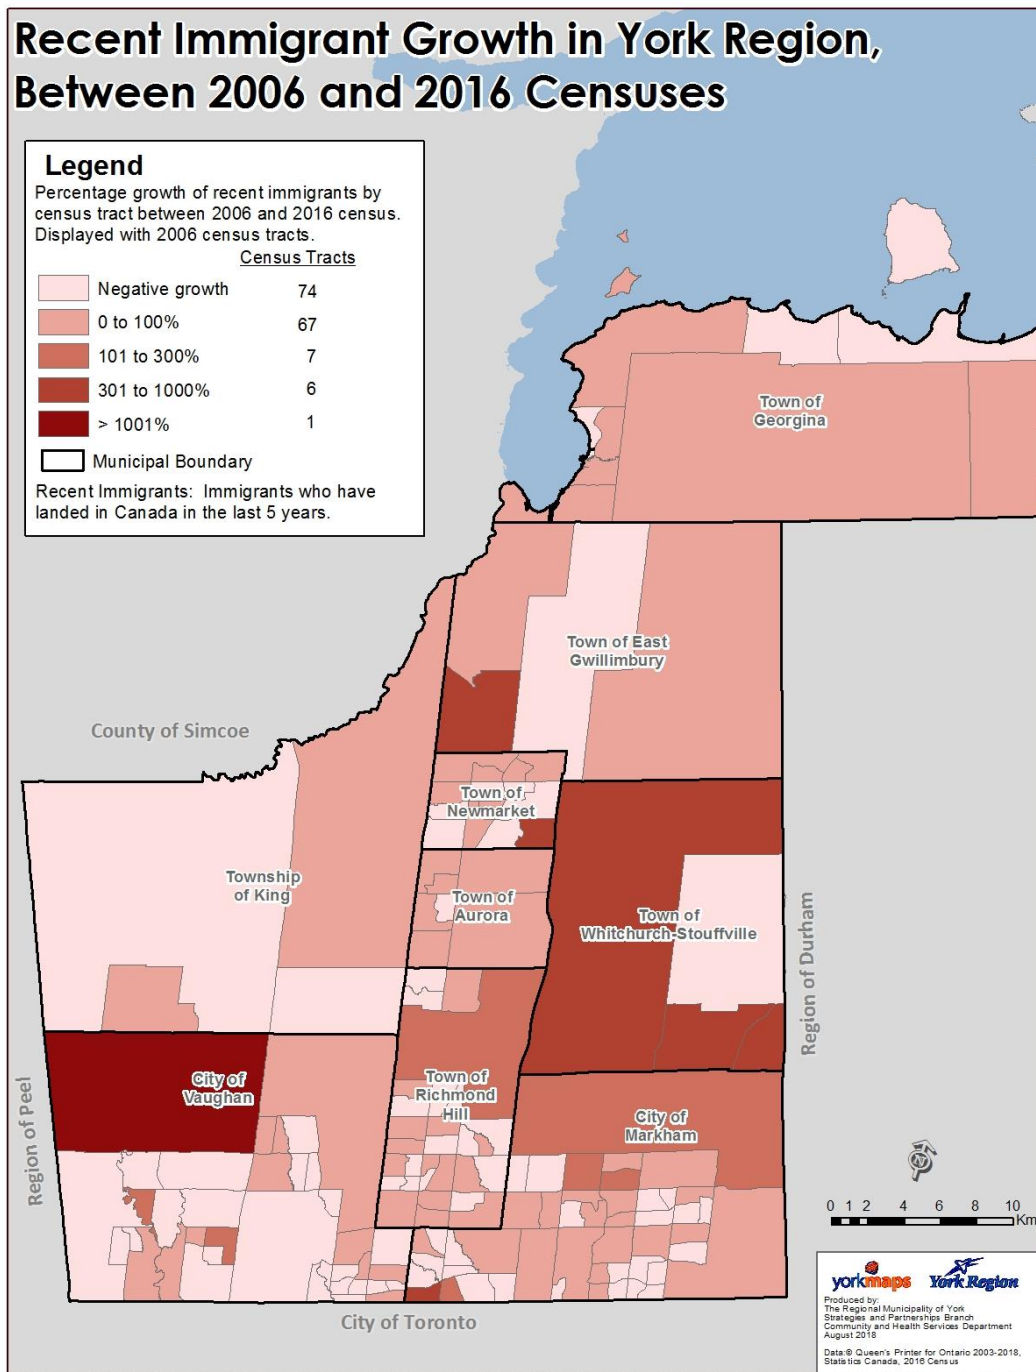 Recent Immigrant Growth in York Region,
Between 2006 and 2016 Censuses
Legend
Percentage growth of recent immigrants by
census tract between 2006 and 2016 census.
Displayed with 2006 census tracts.
Census Tracts
Negative growth 74
0 to 100% 67
101 to 300% 7
301 to 1000% 6
> 1001% 1
Municipal Boundary
Recent Immigrants: Immigrants who have
landed in Canada in the last 5 years.
Town of
Georgina
Town of East
Gwillimbury
County of Simcoe
Town of
Newmarket
Township
of King
Town of
Aurora
Town of
Whitchurch-Stouffville
Region of Durham
City of
Vaughan
Town of
Richmond
Hill
City of
Markham
Region of Peel
N
0 1 2 4 6 8 10
Km
City of Toronto
yorkmaps York Region
Produced by:
The Regional Municipality of York
Strategies and Partnerships Branch
Community and Health Services Department
August 2018
Data:© Queen's Printer for Ontario 2003-2018,
Statistics Canada, 2016 Census